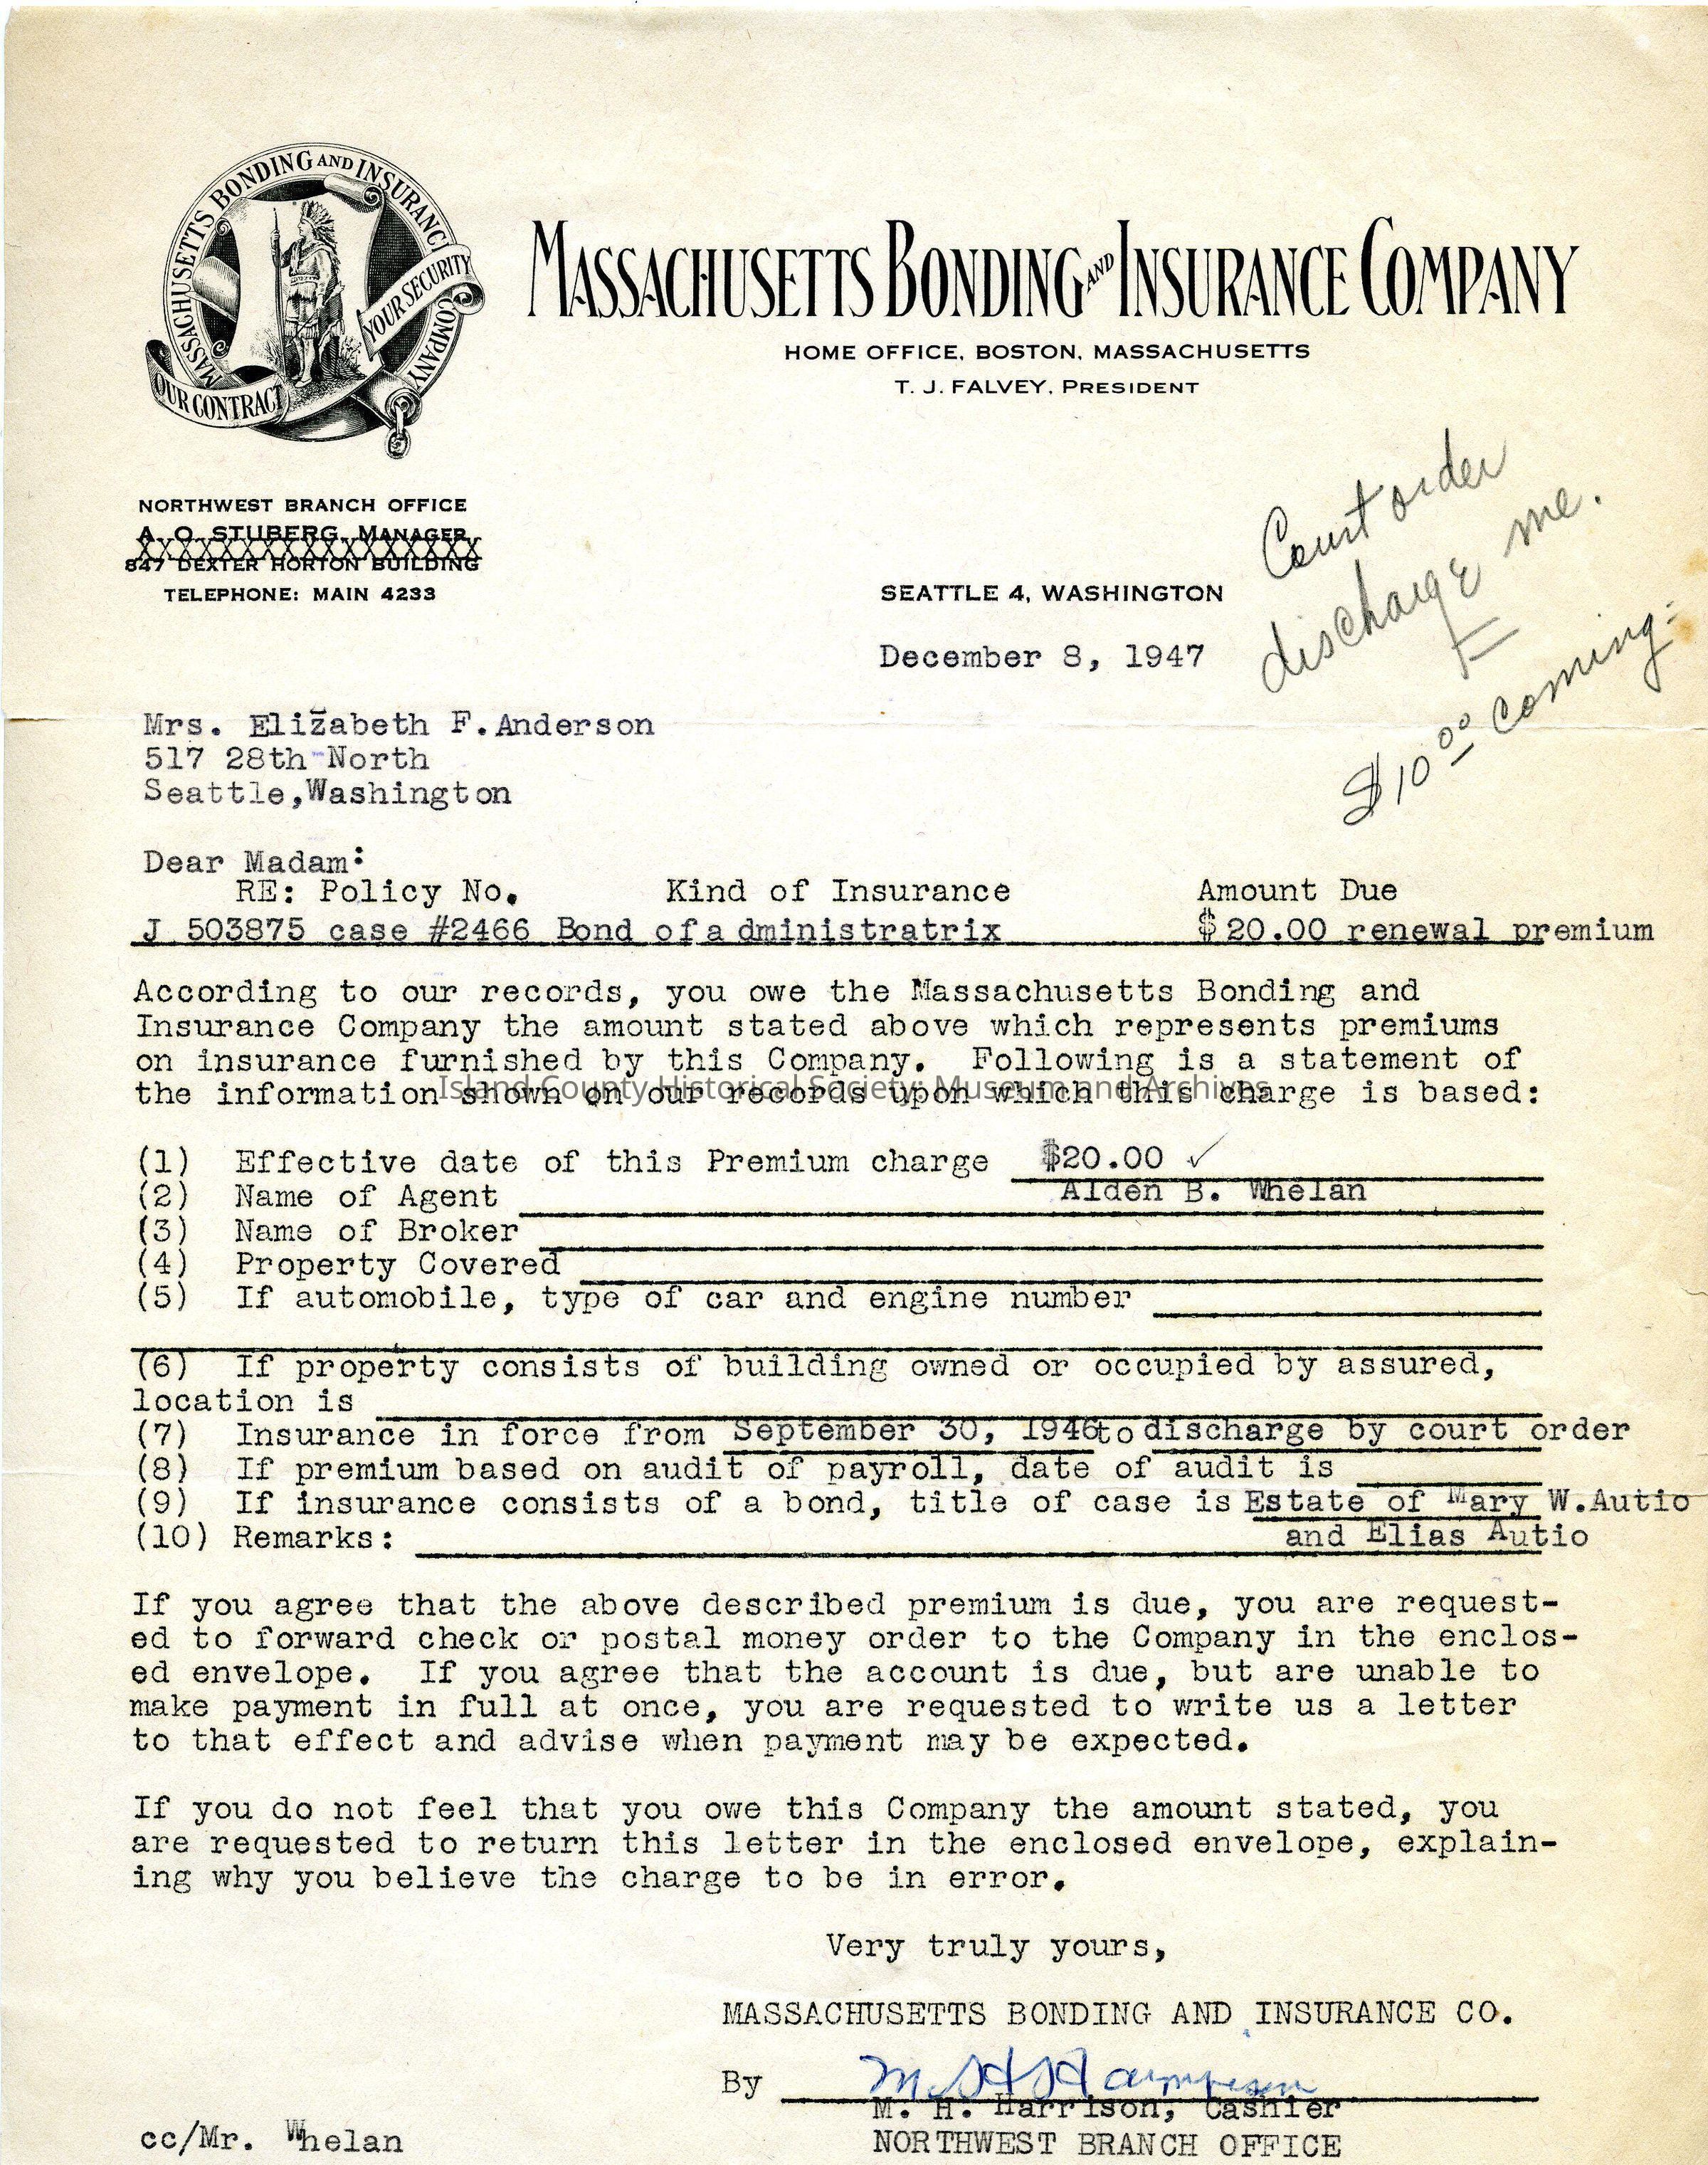 MASSACHUSETTS BONDING AND INSURANCE COMPANY
OUR CONTRACT
YOUR SECURITY
MASSACHUSETTS BONDING AND INSURANCE COMPANY
HOME OFFICE, BOSTON, MASSACHUSETTS
T. J. FALVEY, PRESIDENT
NORTHWEST BRANCH OFFICE
A. O. STUBERG, MANAGER
847 DEXTER HORTON BUILDING
TELEPHONE: MAIN 4233
SEATTLE 4, WASHINGTON
December 8, 1947
Court order
discharge me.
$10.00 coming
Mrs. Elizabeth F.Anderson
517 28th North
Seattle,Washington
Dear Madam:
RE: Policy No. Kind of Insurance Amount Due
J 503875 case #2466 Bond of administratrix $20.00 renewal premium
According to our records, you owe the Massachusetts Bonding and
Insurance Company the amount stated above which represents premiums
on insurance furnished by this Company. Following is a statement of
the information shown on our records upon which this charge is based:
Island County Historical Society: Museum and Archives
(1) Effective date of this Premium charge $20.00 ✓
(2) Name of Agent Alden B. Whelan
(3) Name of Broker
(4) Property Covered
(5) If automobile, type of car and engine number
(6) If property consists of building owned or occupied by assured,
location is
(7) Insurance in force from September 30, 1946to discharge by court order
(8) If premium based on audit of payroll, date of audit is
(9) If insurance consists of a bond, title of case is Estate of Mary W.Autio
(10) Remarks: and Elias Autio
If you agree that the above described premium is due, you are request-
ed to forward check or postal money order to the Company in the enclos-
ed envelope. If you agree that the account is due, but are unable to
make payment in full at once, you are requested to write us a letter
to that effect and advise when payment may be expected.
If you do not feel that you owe this Company the amount stated, you
are requested to return this letter in the enclosed envelope, explain-
ing why you believe the charge to be in error.
Very truly yours,
MASSACHUSETTS BONDING AND INSURANCE CO.
By M. H. Harrison
M. H. Harrison, Cashier
cc/Mr. Whelan
NORTHWEST BRANCH OFFICE